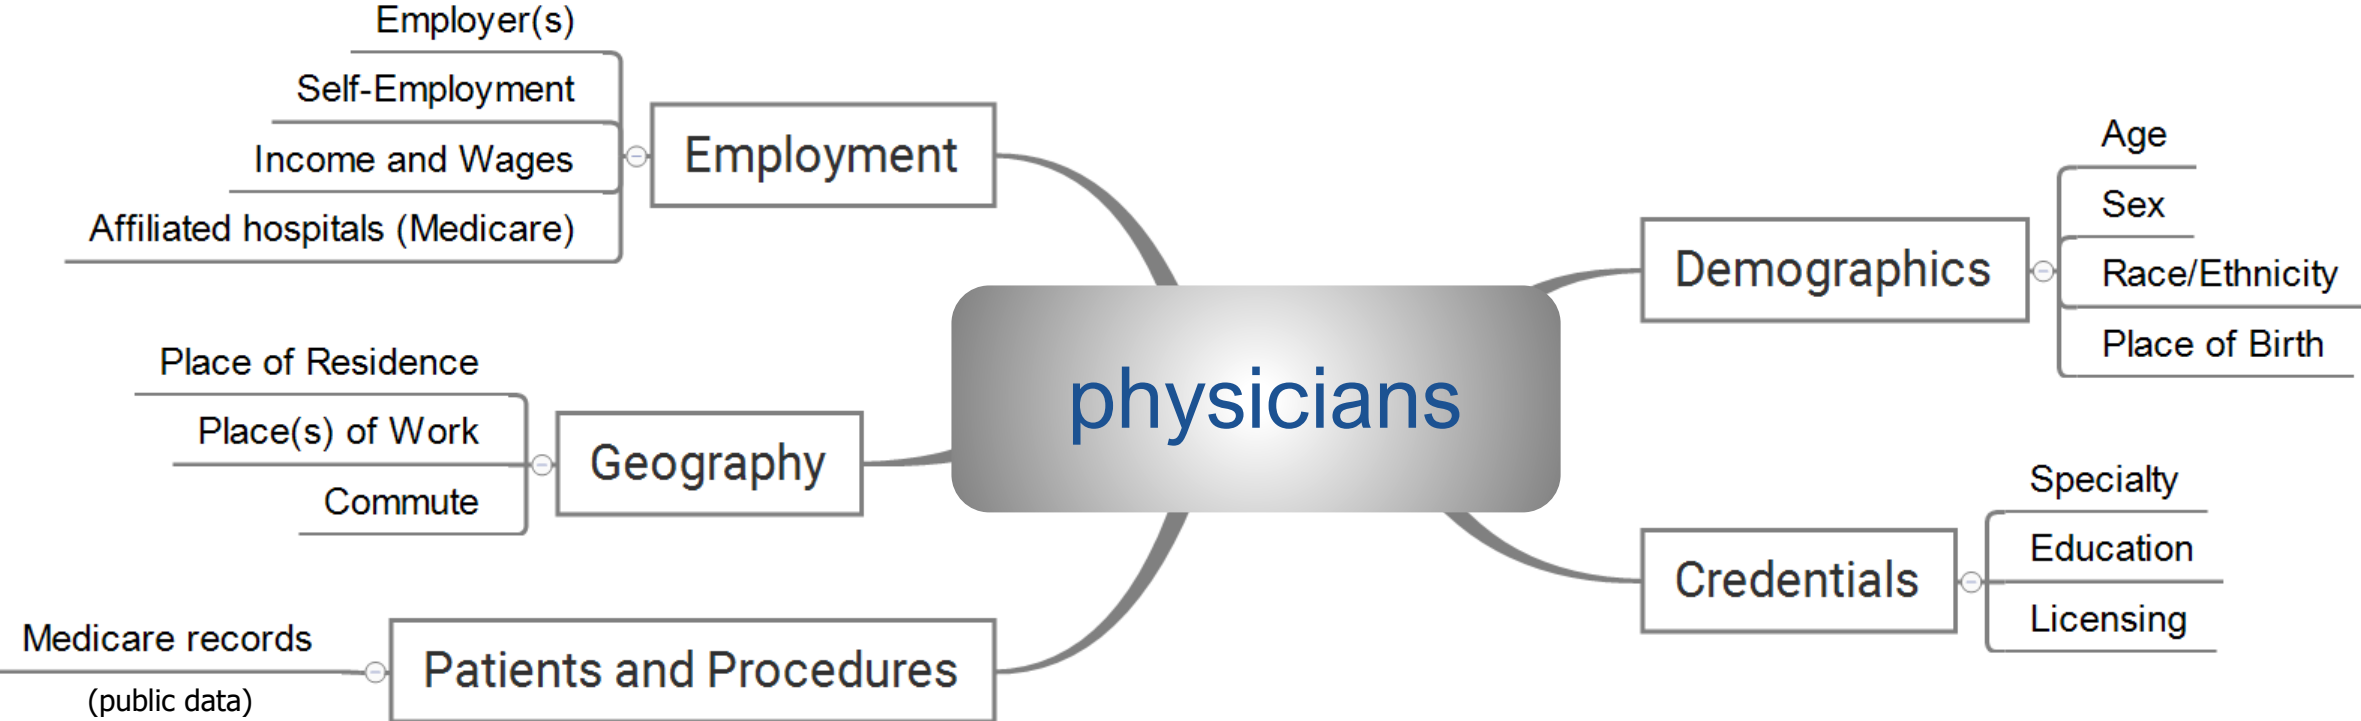 Employer(s)
Self-Employment
Income and Wages
Affiliated hospitals (Medicare)
Employment
Place of Residence
Place(s) of Work
Commute
Geography
Medicare records
(public data)
Patients and Procedures
physicians
Demographics
Age
Sex
Race/Ethnicity
Place of Birth
Credentials
Specialty
Education
Licensing